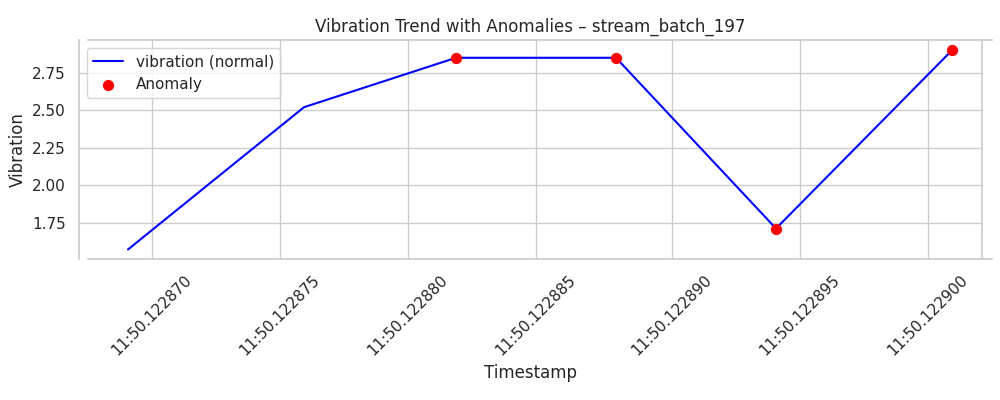 Vibration Trend with Anomalies – stream_batch_197
vibration (normal)
Anomaly
Vibration
2.75
2.50
2.25
2.00
1.75
11:50.122870
11:50.122875
11:50.122880
11:50.122885
11:50.122890
11:50.122895
11:50.122900
Timestamp